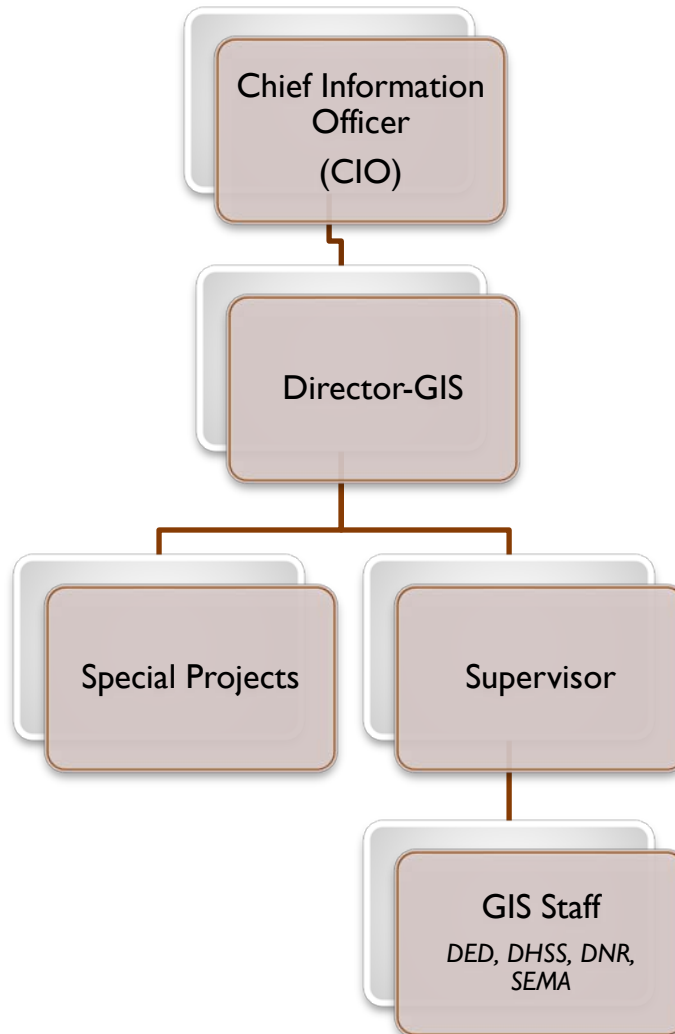 Chief Information
Officer
(CIO)
Director-GIS
Special Projects
Supervisor
GIS Staff
DED, DHSS, DNR,
SEMA